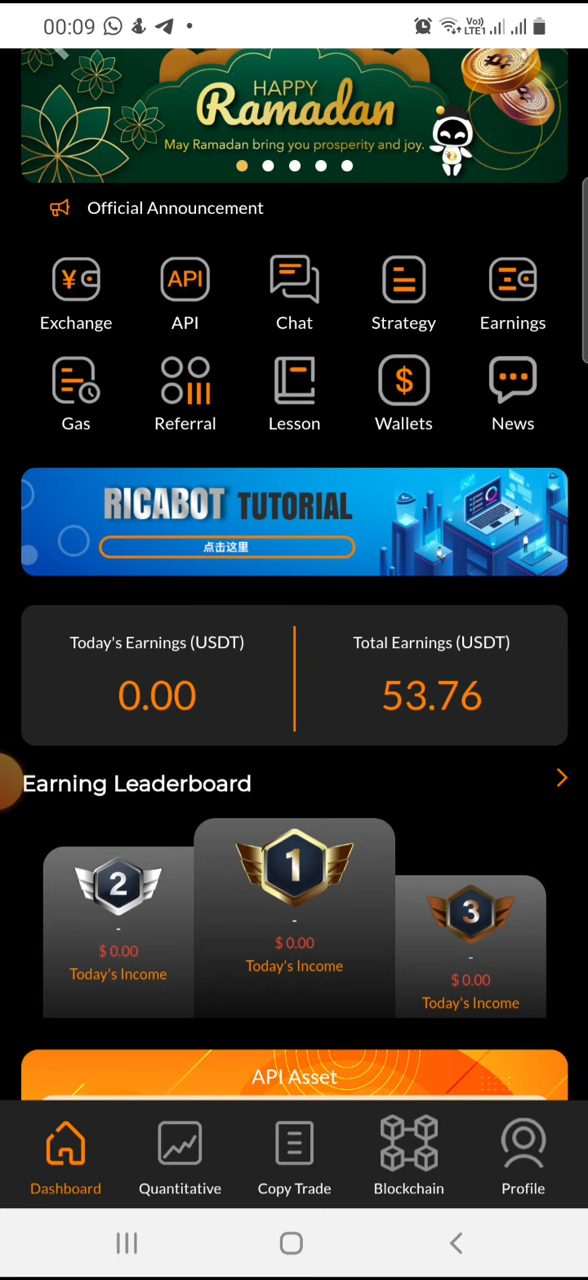 00:09
Vo))
LTE1
HAPPY
Ramadan
May Ramadan bring you prosperity and joy.
Official Announcement
¥
API
Exchange
API
Chat
Strategy
Earnings
$
Gas
Referral
Lesson
Wallets
News
RICABOT TUTORIAL
点击这里
Today's Earnings (USDT)
Total Earnings (USDT)
0.00
53.76
Earning Leaderboard
1
2
3
-
-
-
$ 0.00
$ 0.00
$ 0.00
Today's Income
Today's Income
Today's Income
API Asset
Dashboard
Quantitative
Copy Trade
Blockchain
Profile